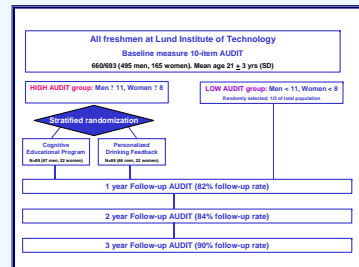 All freshmen at Lund Institute of Technology
Baseline measure 10-item AUDIT
660/693 (495 men, 165 women). Mean age 21 ± 3 yrs (SD)
HIGH AUDIT group: Men ? 11, Women ? 8
LOW AUDIT group: Men < 11, Women < 8
Randomly selected; 1/3 of total population
Stratified randomization
Cognitive
Educational Program
N=89 (67 men, 22 women)
Personalized
Drinking Feedback
N=88 (66 men, 22 women)
1 year Follow-up AUDIT (82% follow-up rate)
2 year Follow-up AUDIT (84% follow-up rate)
3 year Follow-up AUDIT (90% follow-up rate)